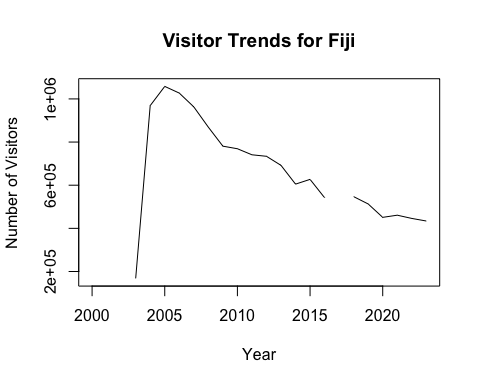 Visitor Trends for Fiji
Number of Visitors
1e+06
6e+05
2e+05
2000 2005 2010 2015 2020
Year